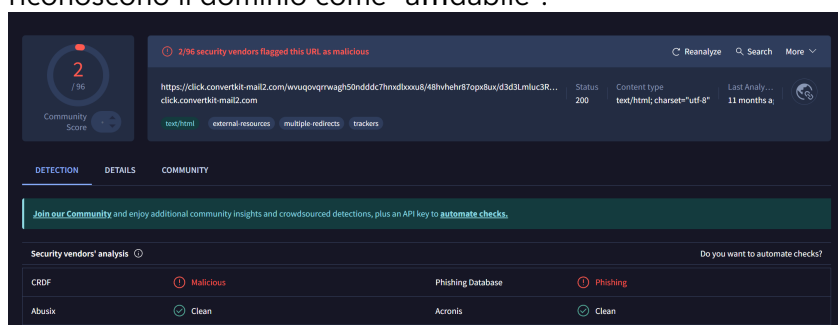 riconoscono il dominio come "affidabile".
2/96 security vendors flagged this URL as malicious
Reanalyze Search More
2
/ 96
Community Score
https://click.convertkit-mail2.com/wvuqovqrrwagh50ndddc7hnxdlxxxu8/48hvhehr87opx8ux/d3d3Lmluc3R...
click.convertkit-mail2.com
Status
200
Content type
text/html; charset="utf-8"
Last Analy...
11 months a
text/html external-resources multiple-redirects trackers
DETECTION DETAILS COMMUNITY
Join our Community and enjoy additional community insights and crowdsourced detections, plus an API key to automate checks.
Security vendors' analysis Do you want to automate checks?
CRDF Malicious Phishing Database Phishing
Abusix Clean Acronis Clean